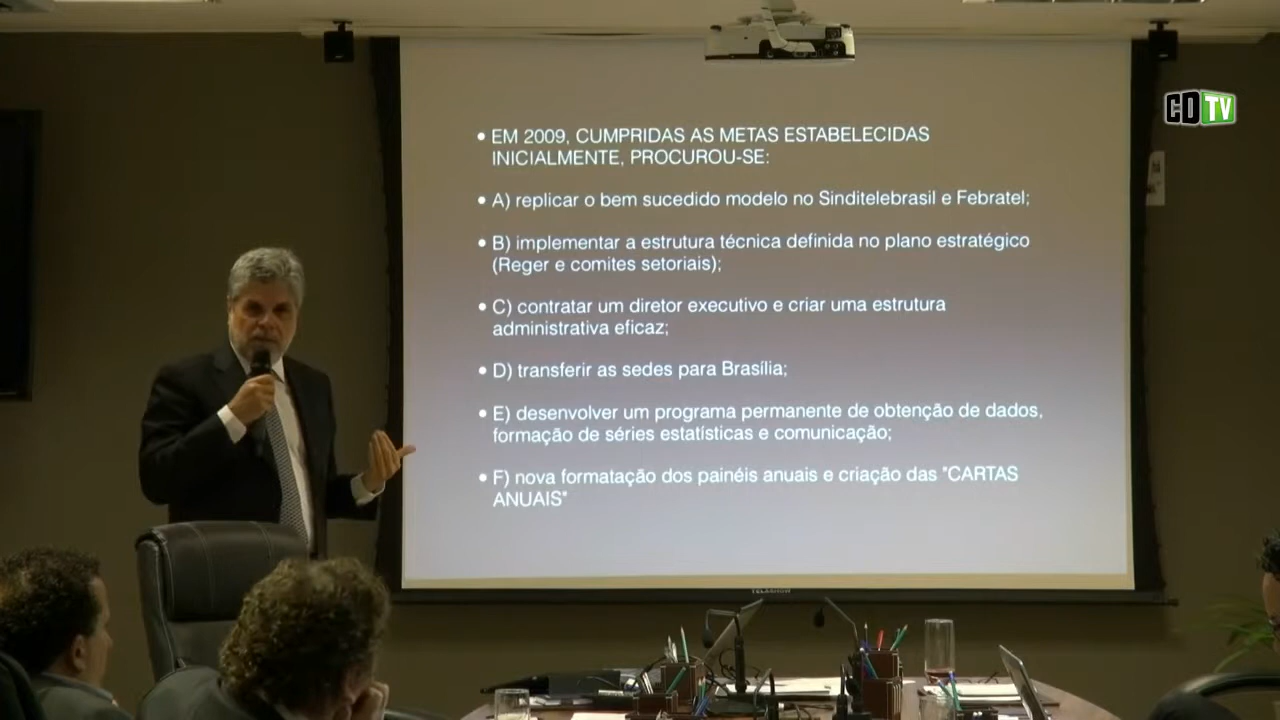 CDTV
• EM 2009, CUMPRIDAS AS METAS ESTABELECIDAS
INICIALMENTE, PROCUROU-SE:
• A) replicar o bem sucedido modelo no Sinditelebrasil e Febratel;
• B) implementar a estrutura técnica definida no plano estratégico
(Reger e comites setoriais);
• C) contratar um diretor executivo e criar uma estrutura
administrativa eficaz;
• D) transferir as sedes para Brasília;
• E) desenvolver um programa permanente de obtenção de dados,
formação de séries estatísticas e comunicação;
• F) nova formatação dos painéis anuais e criação das "CARTAS
ANUAIS"